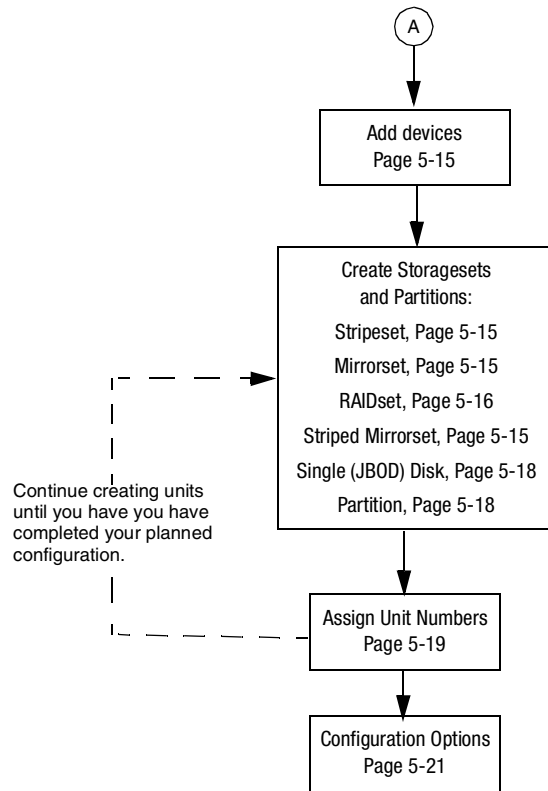 A
Add devices
Page 5-15
Create Storagesets
and Partitions:
Stripeset, Page 5-15
Mirrorset, Page 5-15
RAIDset, Page 5-16
Striped Mirrorset, Page 5-15
Single (JBOD) Disk, Page 5-18
Partition, Page 5-18
Continue creating units
until you have you have
completed your planned
configuration.
Assign Unit Numbers
Page 5-19
Configuration Options
Page 5-21